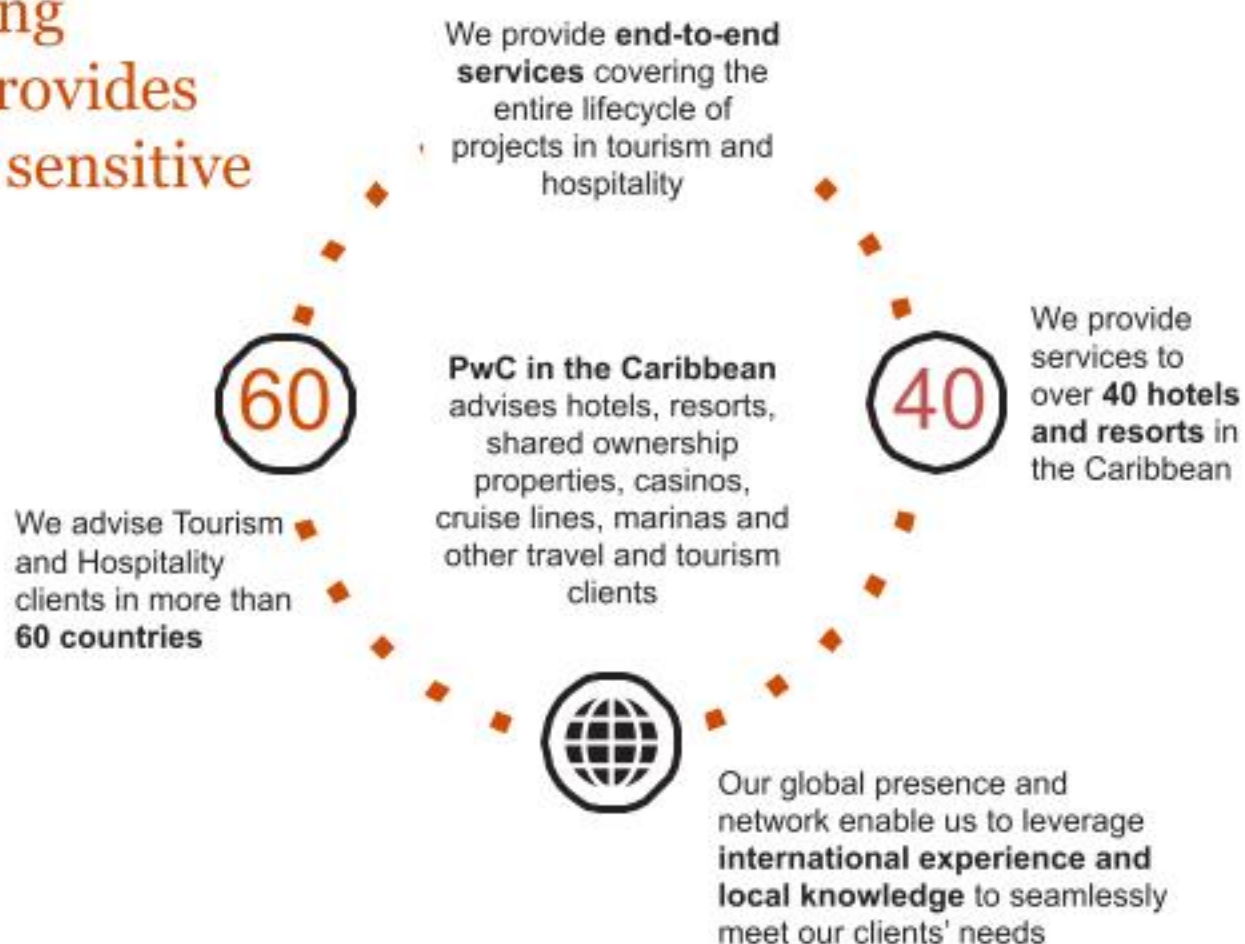 ng
rovides
sensitive
We provide end-to-end
services covering the
entire lifecycle of
projects in tourism and
hospitality
60
We advise Tourism
and Hospitality
clients in more than
60 countries
PwC in the Caribbean
advises hotels, resorts,
shared ownership
properties, casinos,
cruise lines, marinas and
other travel and tourism
clients
40
We provide
services to
over 40 hotels
and resorts in
the Caribbean
Our global presence and
network enable us to leverage
international experience and
local knowledge to seamlessly
meet our clients' needs